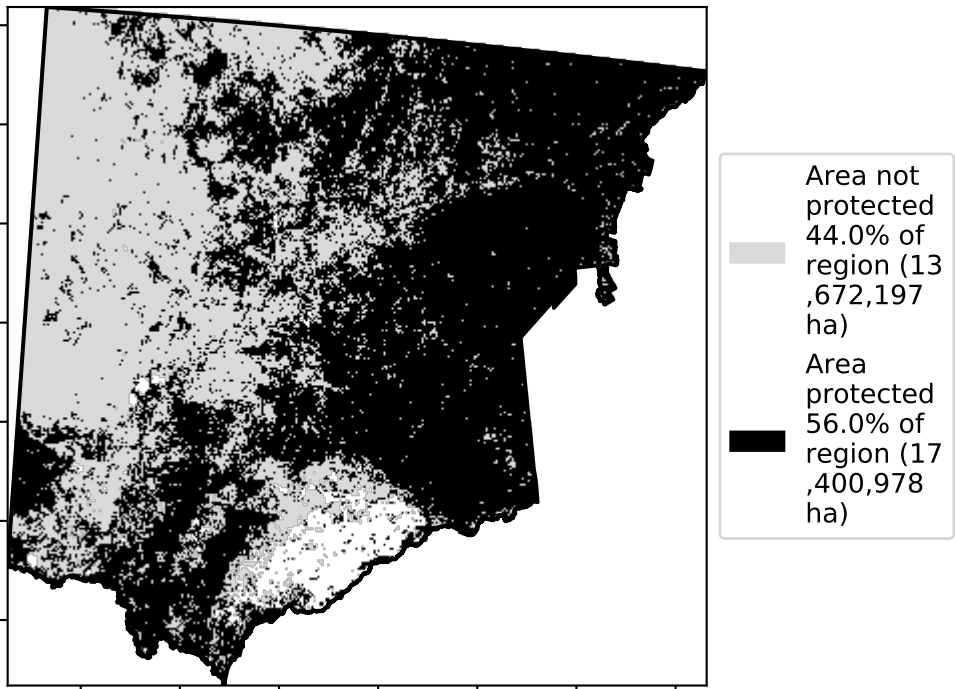 Area not
protected
44.0% of
region (13
,672,197
ha)
Area
protected
56.0% of
region (17
,400,978
ha)